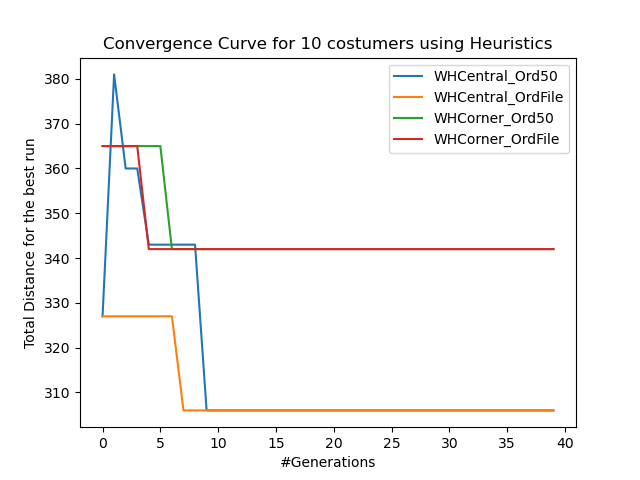 Convergence Curve for 10 costumers using Heuristics
WHCentral_Ord50
WHCentral_OrdFile
WHCorner_Ord50
WHCorner_OrdFile
Total Distance for the best run
380
370
360
350
340
330
320
310
0 5 10 15 20 25 30 35 40
#Generations